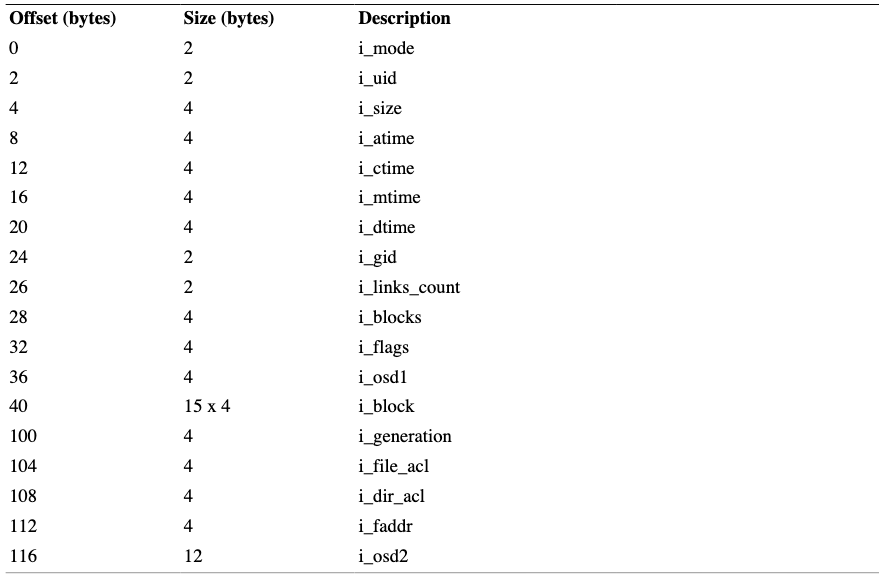 Offset (bytes) Size (bytes) Description
0 2 i_mode
2 2 i_uid
4 4 i_size
8 4 i_atime
12 4 i_ctime
16 4 i_mtime
20 4 i_dtime
24 2 i_gid
26 2 i_links_count
28 4 i_blocks
32 4 i_flags
36 4 i_osd1
40 15 x 4 i_block
100 4 i_generation
104 4 i_file_acl
108 4 i_dir_acl
112 4 i_faddr
116 12 i_osd2